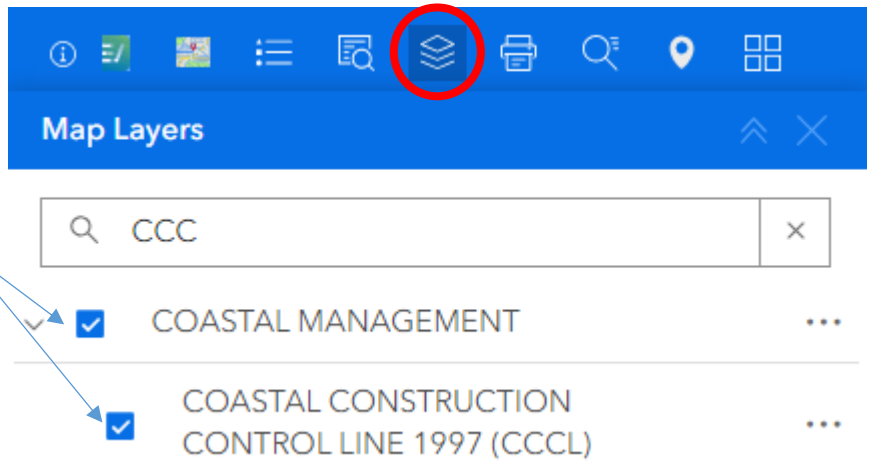 Map Layers
CCC
COASTAL MANAGEMENT
COASTAL CONSTRUCTION
CONTROL LINE 1997 (CCCL)